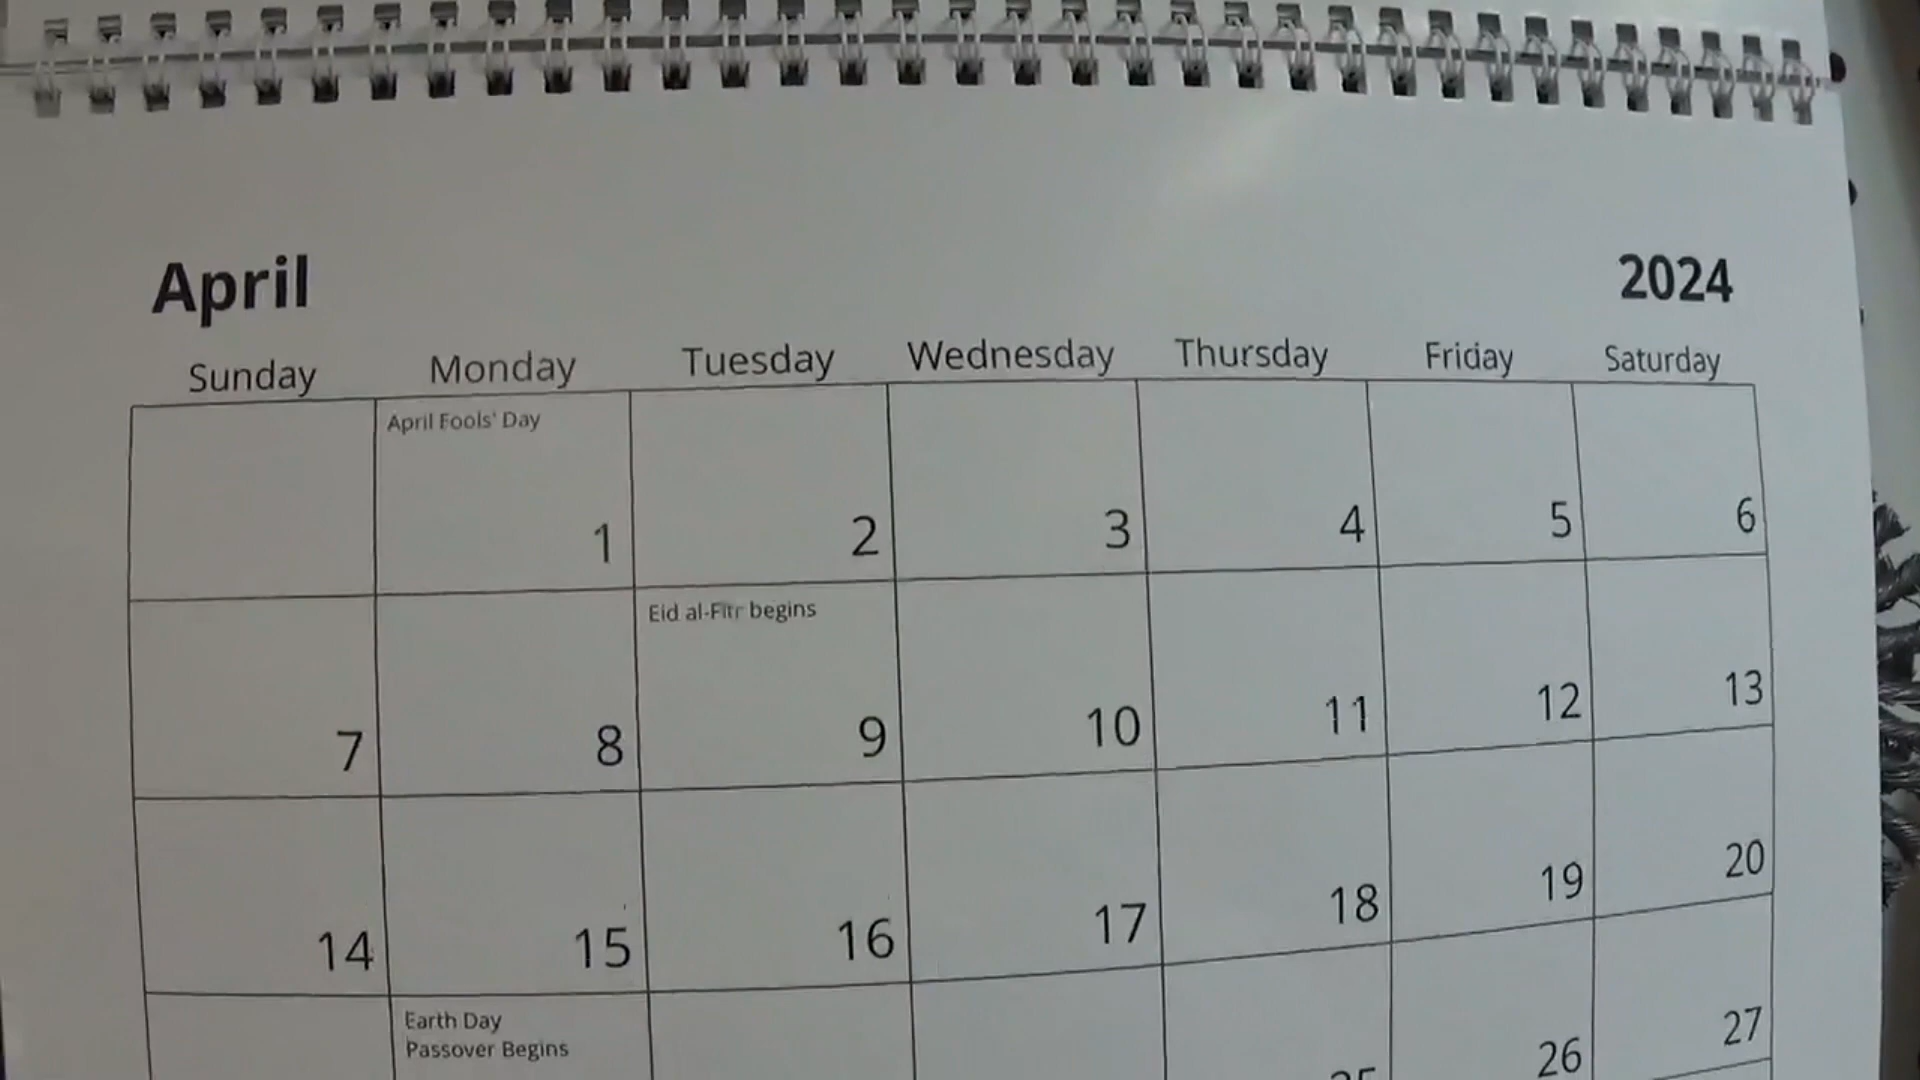 April 2024
Sunday Monday Tuesday Wednesday Thursday Friday Saturday
April Fools' Day
1 2 3 4 5 6
Eid al-Fitr begins
7 8 9 10 11 12 13
14 15 16 17 18 19 20
Earth Day
Passover Begins
26 27